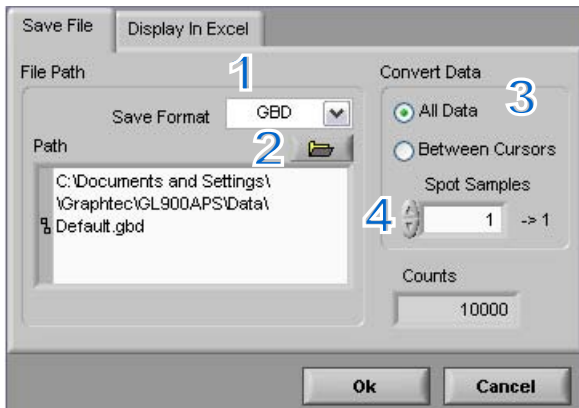 Save File Display In Excel
File Path
1
Save Format GBD
2
Path
C:\Documents and Settings\
\Graphtec\GL900APS\Data\
Default.gbd
Convert Data
3
All Data
Between Cursors
Spot Samples
4 1 -> 1
Counts
10000
Ok Cancel